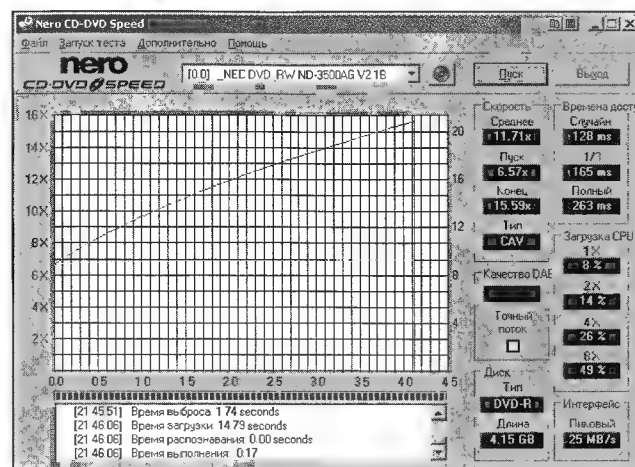 Nero CD-DVD Speed
Файл Запуск теста Дополнительно Помощь
nero
CD-DVD SPEED
[0:0] _NEC DVD_RW ND-3500AG V2.1B
Пуск
Выход
16X
14X
12X
10X
8X
6X
4X
2X
20
16
12
8
4
0.0 0.5 1.0 1.5 2.0 2.5 3.0 3.5 4.0 4.5
Скорость
Среднее
11.71x
Пуск
6.57x
Конец
15.59x
Тип
CAV
Времена дост
Случайн
128 ms
1/3
165 ms
Полный
263 ms
Качество DAE
Точный
поток
Загрузка CPU
1X
8 %
2X
14 %
4X
26 %
8X
49 %
Диск
Тип
DVD-R
Длина
4.15 GB
Интерфейс
Пиковый
25 MB/s
[21:45:51] Время выброса 1.74 seconds
[21:46:06] Время загрузки 14.79 seconds
[21:46:06] Время распознавания 0.00 seconds
[21:46:06] Время выполнения 0:17